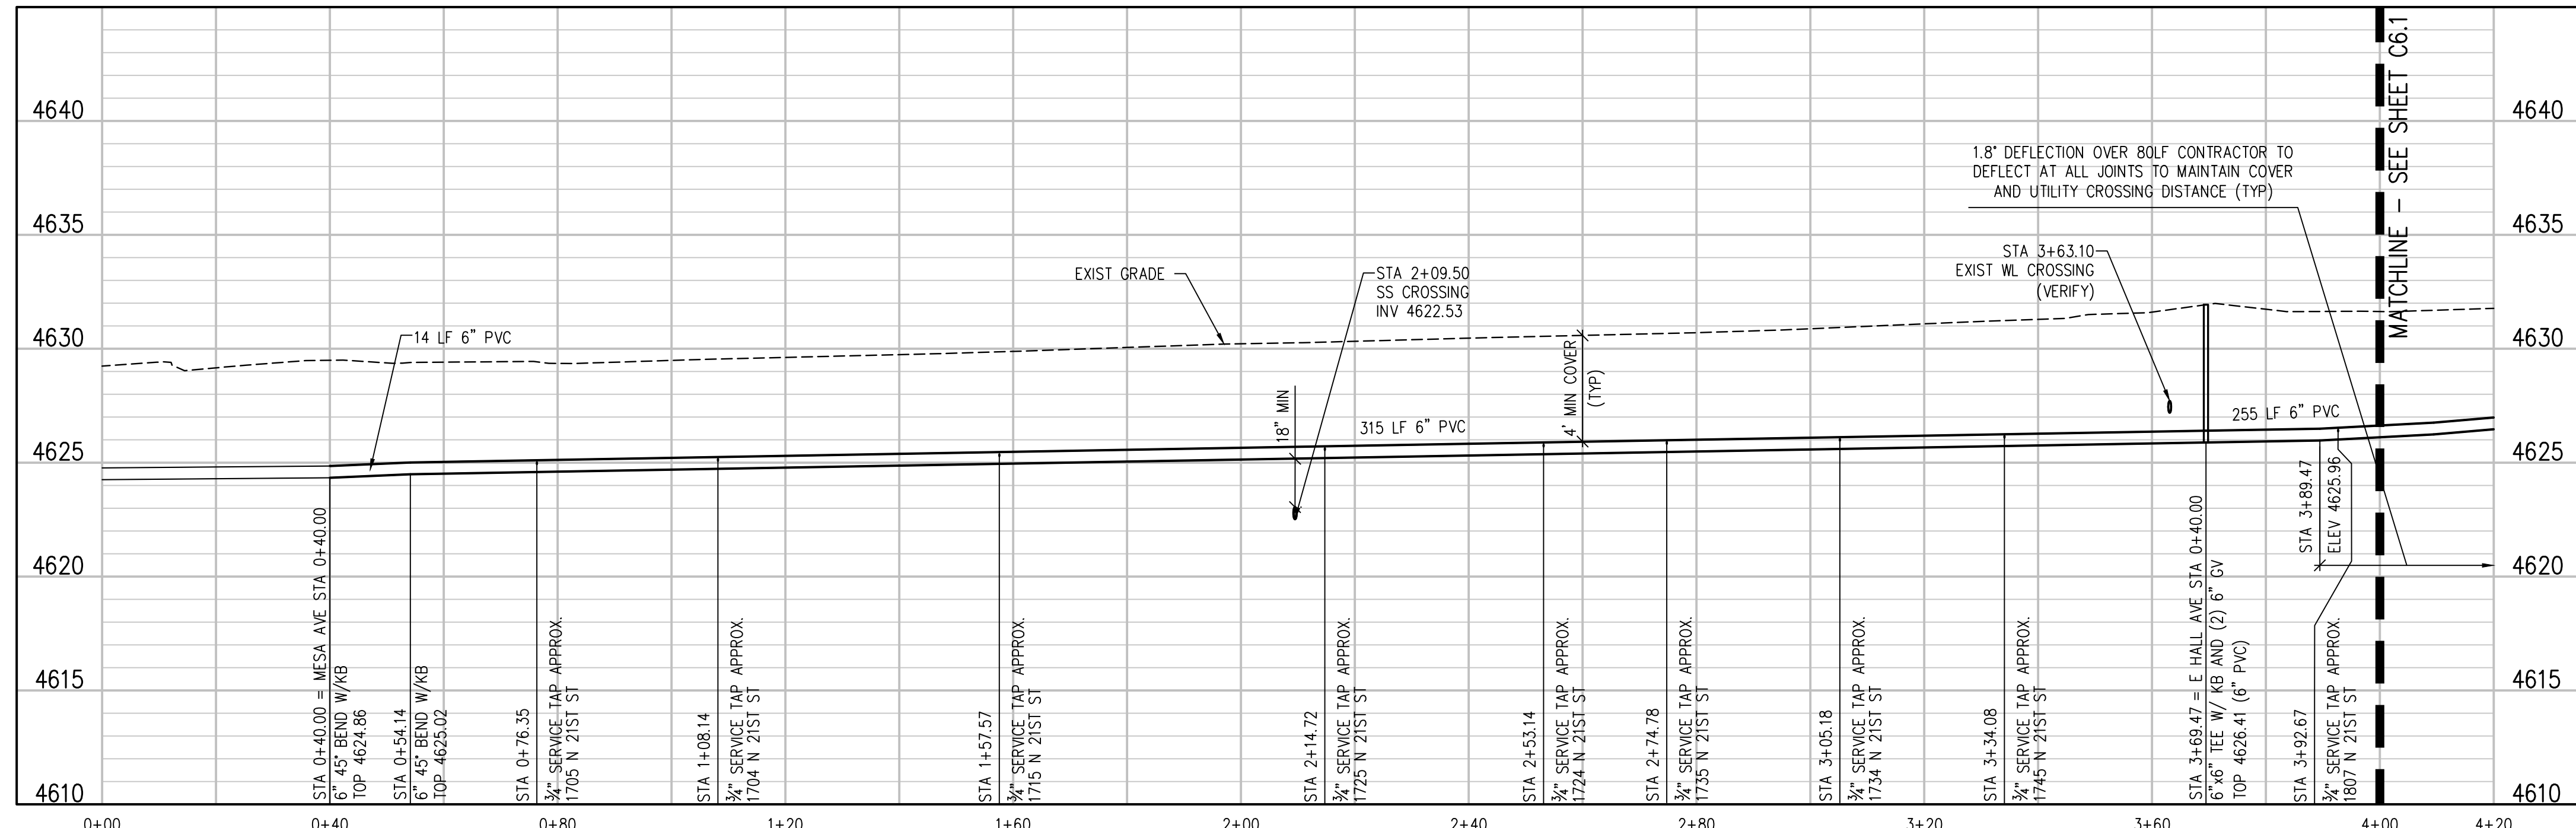 MATCHLINE - SEE SHEET C6.1
4640
4640
1.8° DEFLECTION OVER 80LF CONTRACTOR TO
DEFLECT AT ALL JOINTS TO MAINTAIN COVER
AND UTILITY CROSSING DISTANCE (TYP)
4635
4635
STA 3+63.10
EXIST WL CROSSING
(VERIFY)
EXIST GRADE
STA 2+09.50
SS CROSSING
INV 4622.53
14 LF 6" PVC
4630
4630
4' MIN COVER
(TYP)
18" MIN
315 LF 6" PVC
255 LF 6" PVC
4625
4625
STA 3+89.47
ELEV 4625.96
4620
4620
4615
4615
STA 0+40.00 = MESA AVE STA 0+40.00
6" 45° BEND W/KB
TOP 4624.86
STA 0+54.14
6" 45° BEND W/KB
TOP 4625.02
STA 0+76.35
¾" SERVICE TAP APPROX.
1705 N 21ST ST
STA 1+08.14
¾" SERVICE TAP APPROX.
1704 N 21ST ST
STA 1+57.57
¾" SERVICE TAP APPROX.
1715 N 21ST ST
STA 2+14.72
¾" SERVICE TAP APPROX.
1725 N 21ST ST
STA 2+53.14
¾" SERVICE TAP APPROX.
1724 N 21ST ST
STA 2+74.78
¾" SERVICE TAP APPROX.
1735 N 21ST ST
STA 3+05.18
¾" SERVICE TAP APPROX.
1734 N 21ST ST
STA 3+34.08
¾" SERVICE TAP APPROX.
1745 N 21ST ST
STA 3+69.47 = E HALL AVE STA 0+40.00
6"x6" TEE W/ KB AND (2) 6" GV
TOP 4626.41 (6" PVC)
STA 3+92.67
¾" SERVICE TAP APPROX.
1807 N 21ST ST
4610
4610
0+00 0+40 0+80 1+20 1+60 2+00 2+40 2+80 3+20 3+60 4+00 4+20